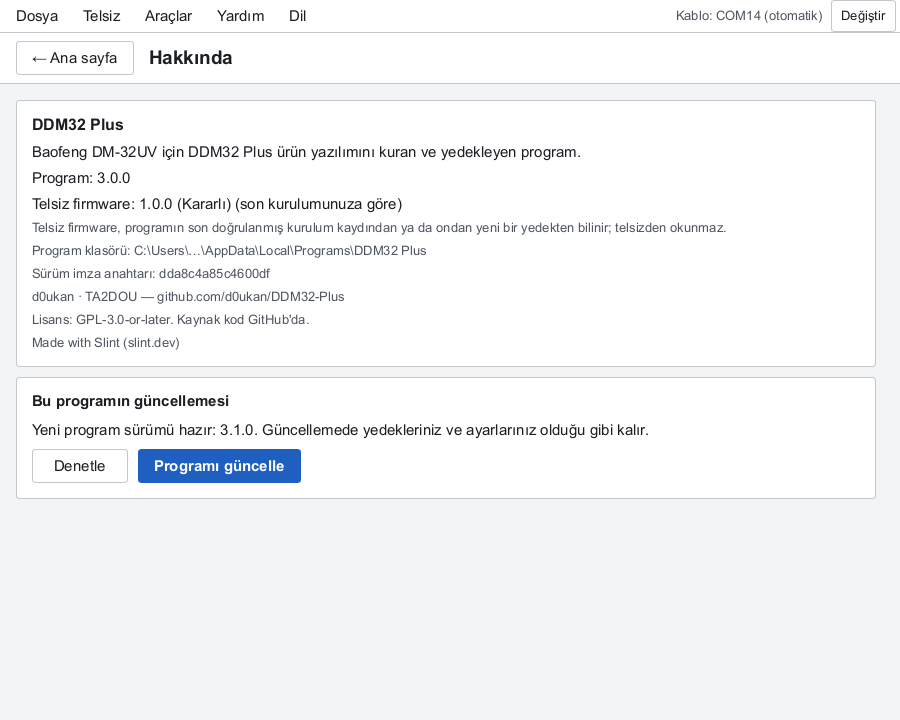 Dosya Telsiz Araçlar Yardım Dil Kablo: COM14 (otomatik) Değiştir
← Ana sayfa Hakkında
DDM32 Plus
Baofeng DM-32UV için DDM32 Plus ürün yazılımını kuran ve yedekleyen program.
Program: 3.0.0
Telsiz firmware: 1.0.0 (Kararlı) (son kurulumunuza göre)
Telsiz firmware, programın son doğrulanmış kurulum kaydından ya da ondan yeni bir yedekten bilinir; telsizden okunmaz.
Program klasörü: C:\Users\...\AppData\Local\Programs\DDM32 Plus
Sürüm imza anahtarı: dda8c4a85c4600df
d0ukan · TA2DOU — github.com/d0ukan/DDM32-Plus
Lisans: GPL-3.0-or-later. Kaynak kod GitHub'da.
Made with Slint (slint.dev)
Bu programın güncellemesi
Yeni program sürümü hazır: 3.1.0. Güncellemede yedekleriniz ve ayarlarınız olduğu gibi kalır.
Denetle Programı güncelle